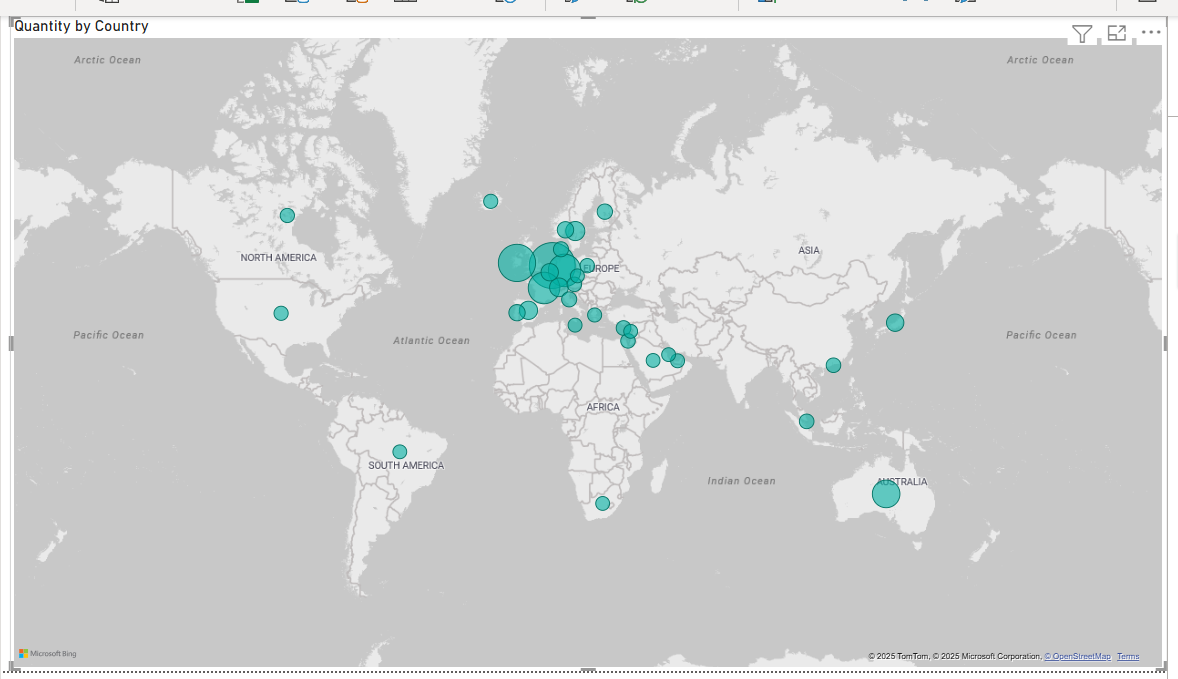 Quantity by Country
Arctic Ocean
Arctic Ocean
NORTH AMERICA
ASIA
EUROPE
Pacific Ocean
Atlantic Ocean
Pacific Ocean
AFRICA
SOUTH AMERICA
Indian Ocean
AUSTRALIA
Microsoft Bing
© 2025 TomTom, © 2025 Microsoft Corporation, © OpenStreetMap Terms